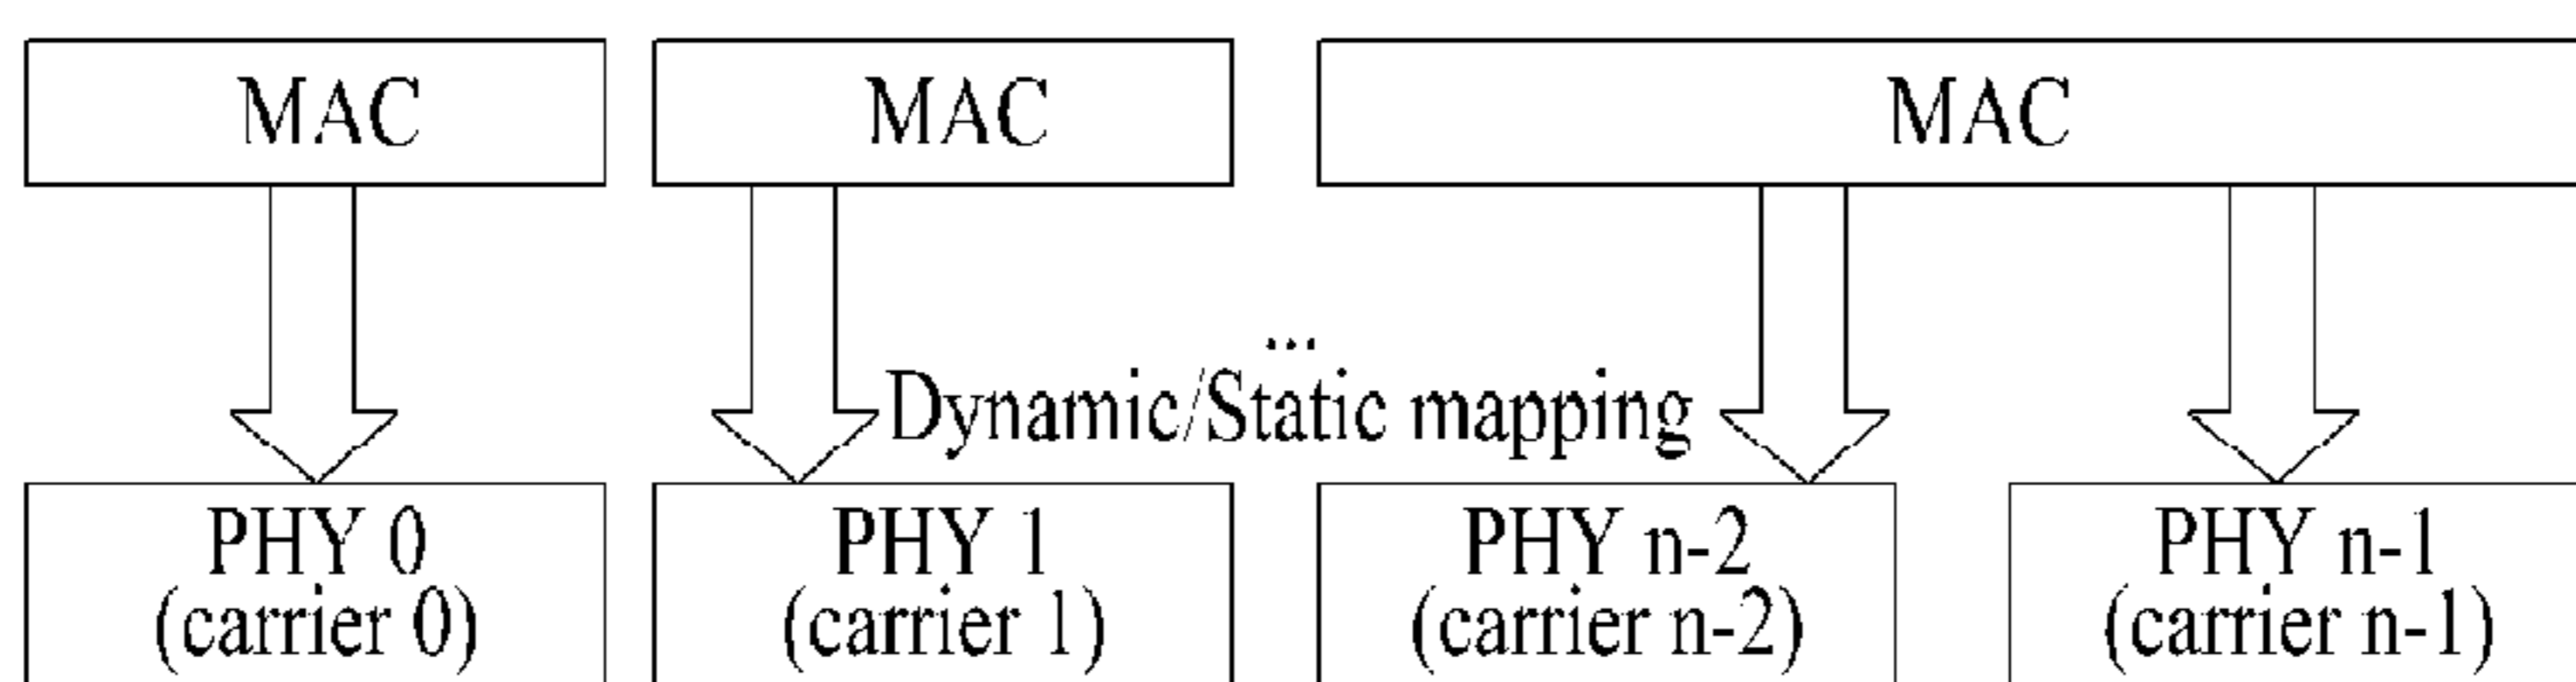 MAC MAC MAC
...
Dynamic/Static mapping
PHY 0 PHY 1 PHY n-2 PHY n-1
(carrier 0) (carrier 1) (carrier n-2) (carrier n-1)